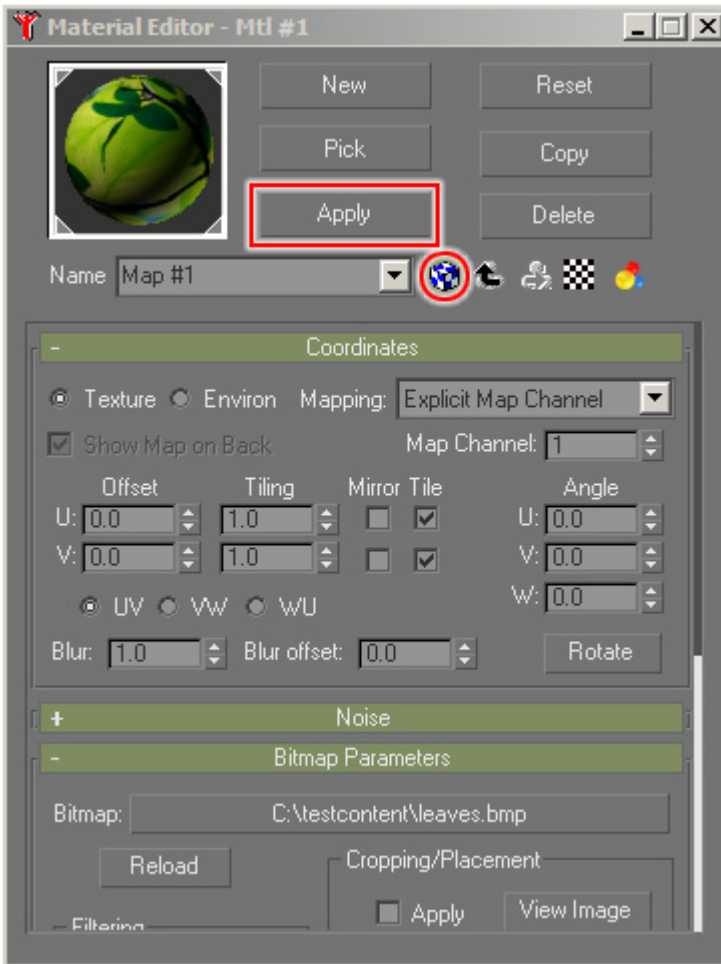 Material Editor - Mtl #1
New
Reset
Pick
Copy
Apply
Delete
Name Map #1
- Coordinates
Texture Environ Mapping: Explicit Map Channel
Show Map on Back Map Channel: 1
Offset Tiling Mirror Tile Angle
U: 0.0 1.0 U: 0.0
V: 0.0 1.0 V: 0.0
UV VW WU W: 0.0
Blur: 1.0 Blur offset: 0.0 Rotate
+ Noise
- Bitmap Parameters
Bitmap: C:\testcontent\leaves.bmp
Reload
Cropping/Placement
Apply View Image
Filtering